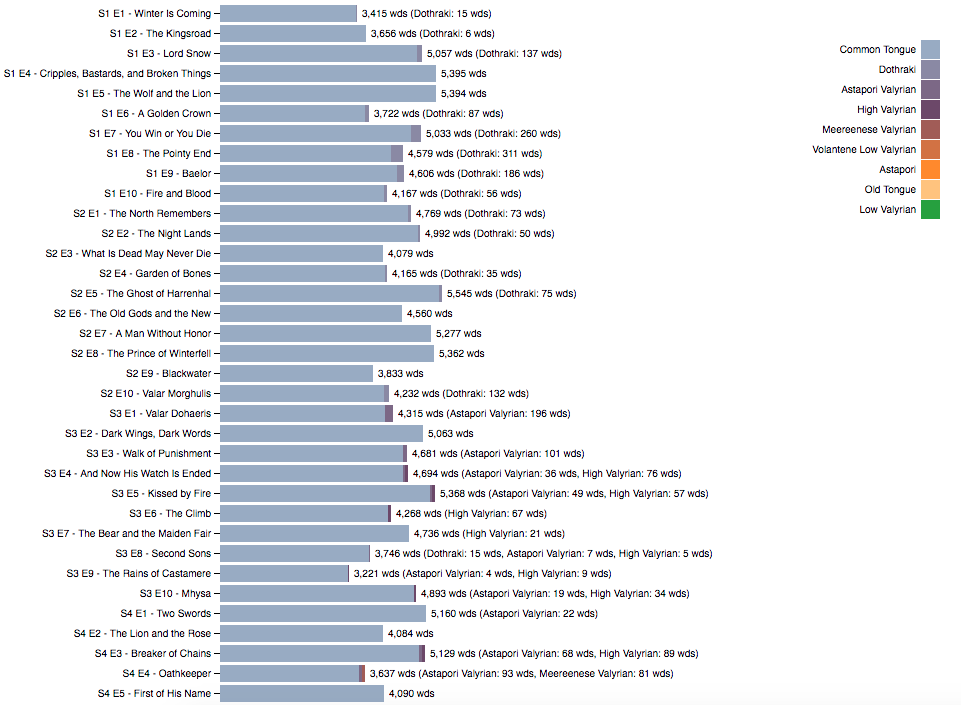 S1 E1 - Winter Is Coming 3,415 wds (Dothraki: 15 wds)
S1 E2 - The Kingsroad 3,656 wds (Dothraki: 6 wds)
S1 E3 - Lord Snow 5,057 wds (Dothraki: 137 wds)
S1 E4 - Cripples, Bastards, and Broken Things 5,395 wds
S1 E5 - The Wolf and the Lion 5,394 wds
S1 E6 - A Golden Crown 3,722 wds (Dothraki: 87 wds)
S1 E7 - You Win or You Die 5,033 wds (Dothraki: 260 wds)
S1 E8 - The Pointy End 4,579 wds (Dothraki: 311 wds)
S1 E9 - Baelor 4,606 wds (Dothraki: 186 wds)
S1 E10 - Fire and Blood 4,167 wds (Dothraki: 56 wds)
S2 E1 - The North Remembers 4,769 wds (Dothraki: 73 wds)
S2 E2 - The Night Lands 4,992 wds (Dothraki: 50 wds)
S2 E3 - What Is Dead May Never Die 4,079 wds
S2 E4 - Garden of Bones 4,165 wds (Dothraki: 35 wds)
S2 E5 - The Ghost of Harrenhal 5,545 wds (Dothraki: 75 wds)
S2 E6 - The Old Gods and the New 4,560 wds
S2 E7 - A Man Without Honor 5,277 wds
S2 E8 - The Prince of Winterfell 5,362 wds
S2 E9 - Blackwater 3,833 wds
S2 E10 - Valar Morghulis 4,232 wds (Dothraki: 132 wds)
S3 E1 - Valar Dohaeris 4,315 wds (Astapori Valyrian: 196 wds)
S3 E2 - Dark Wings, Dark Words 5,063 wds
S3 E3 - Walk of Punishment 4,681 wds (Astapori Valyrian: 101 wds)
S3 E4 - And Now His Watch Is Ended 4,694 wds (Astapori Valyrian: 36 wds, High Valyrian: 76 wds)
S3 E5 - Kissed by Fire 5,368 wds (Astapori Valyrian: 49 wds, High Valyrian: 57 wds)
S3 E6 - The Climb 4,268 wds (High Valyrian: 67 wds)
S3 E7 - The Bear and the Maiden Fair 4,736 wds (High Valyrian: 21 wds)
S3 E8 - Second Sons 3,746 wds (Dothraki: 15 wds, Astapori Valyrian: 7 wds, High Valyrian: 5 wds)
S3 E9 - The Rains of Castamere 3,221 wds (Astapori Valyrian: 4 wds, High Valyrian: 9 wds)
S3 E10 - Mhysa 4,893 wds (Astapori Valyrian: 19 wds, High Valyrian: 34 wds)
S4 E1 - Two Swords 5,160 wds (Astapori Valyrian: 22 wds)
S4 E2 - The Lion and the Rose 4,084 wds
S4 E3 - Breaker of Chains 5,129 wds (Astapori Valyrian: 68 wds, High Valyrian: 89 wds)
S4 E4 - Oathkeeper 3,637 wds (Astapori Valyrian: 93 wds, Meereenese Valyrian: 81 wds)
S4 E5 - First of His Name 4,090 wds
Common Tongue
Dothraki
Astapori Valyrian
High Valyrian
Meereenese Valyrian
Volantene Low Valyrian
Astapori
Old Tongue
Low Valyrian